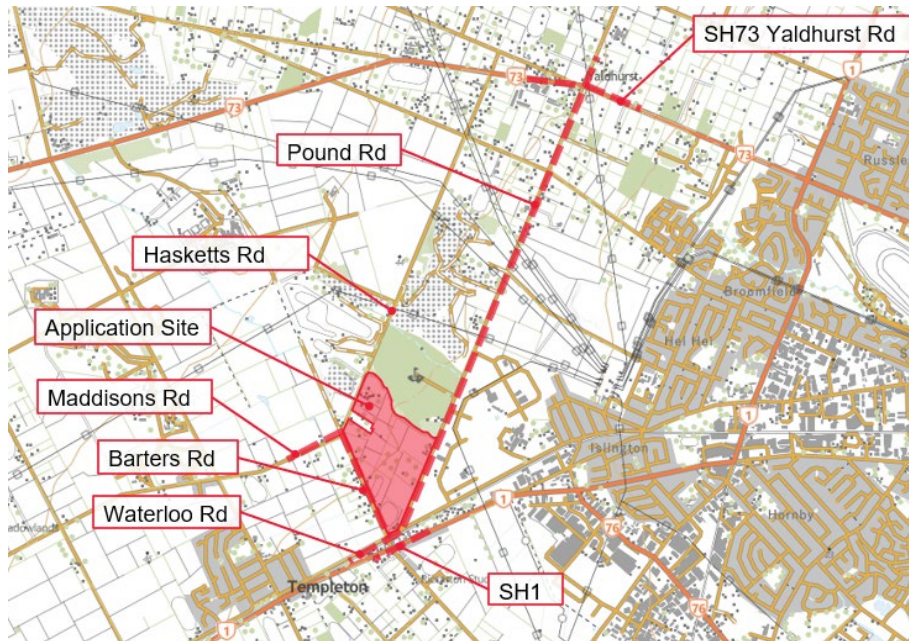 SH73 Yaldhurst Rd
1
73
Yaldhurst
73
Pound Rd
73
Russle
Hasketts Rd
Broomfield
Application Site
Hei Hei
Maddisons Rd
1
Barters Rd
Islington
Waterloo Rd
1
76
Hornby
Templeton
SH1
76
1